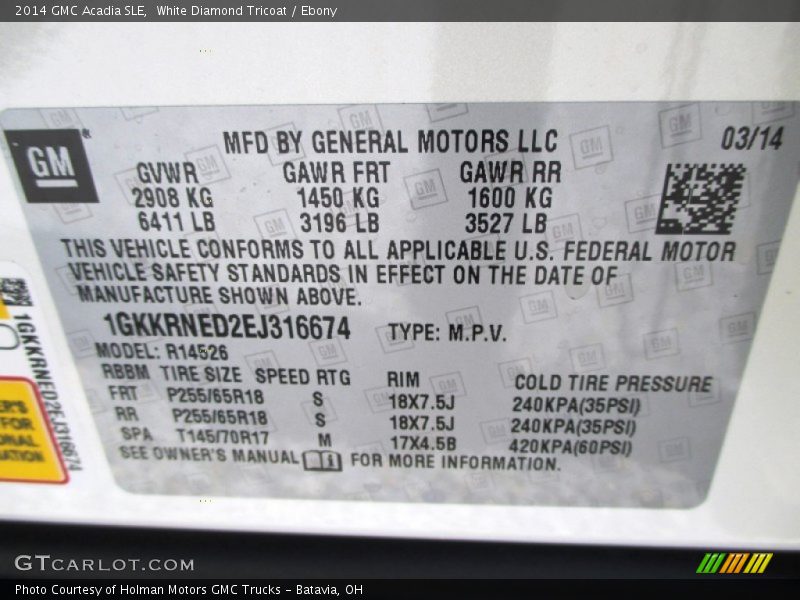 2014 GMC Acadia SLE,  White Diamond Tricoat / Ebony
MFD BY GENERAL MOTORS LLC 03/14
GM
GVWR GAWR FRT GAWR RR
2908 KG 1450 KG 1600 KG
6411 LB 3196 LB 3527 LB
THIS VEHICLE CONFORMS TO ALL APPLICABLE U.S. FEDERAL MOTOR
VEHICLE SAFETY STANDARDS IN EFFECT ON THE DATE OF
MANUFACTURE SHOWN ABOVE.
1GKKRNED2EJ316674 TYPE: M.P.V.
MODEL: R14526
RBBM TIRE SIZE SPEED RTG RIM COLD TIRE PRESSURE
FRT P255/65R18 S 18X7.5J 240KPA(35PSI)
RR P255/65R18 S 18X7.5J 240KPA(35PSI)
SPA T145/70R17 M 17X4.5B 420KPA(60PSI)
SEE OWNER'S MANUAL FOR MORE INFORMATION.
1GKKRNED2EJ316674
ER'S
FOR
ONAL
ATION
GTCARLOT.COM
Photo Courtesy of Holman Motors GMC Trucks - Batavia, OH